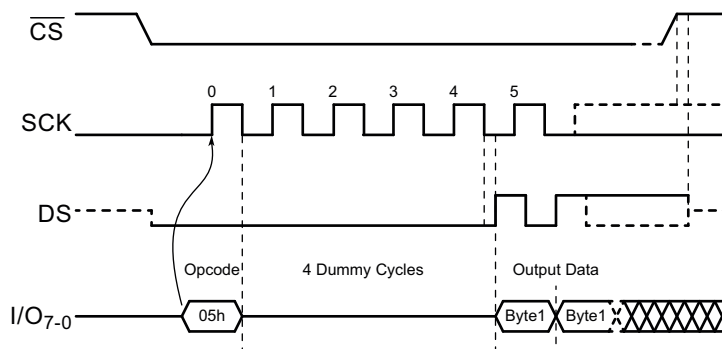 CS
0 1 2 3 4 5
SCK
DS
Opcode 4 Dummy Cycles Output Data
I/O7-0 05h Byte1 Byte1